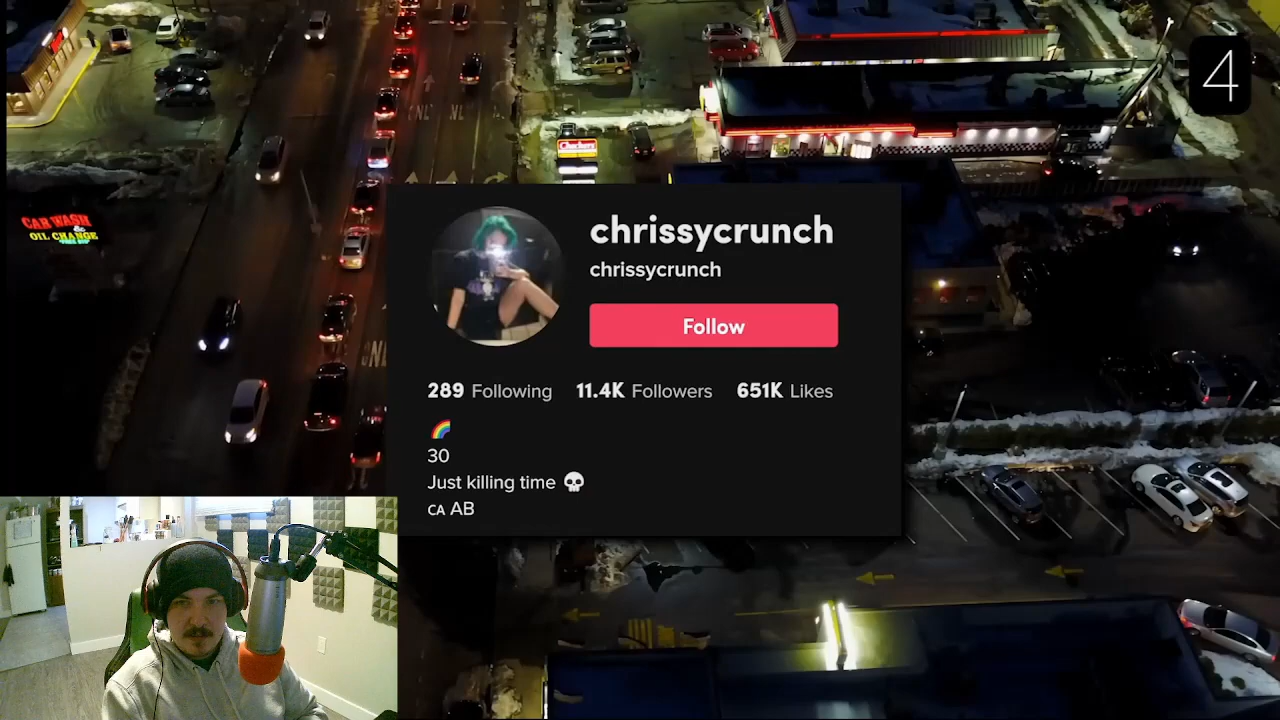 4
Checkers
CAR WASH
&
OIL CHANGE
chrissycrunch
chrissycrunch
Follow
289 Following 11.4K Followers 651K Likes
🌈
30
Just killing time 💀
CA AB